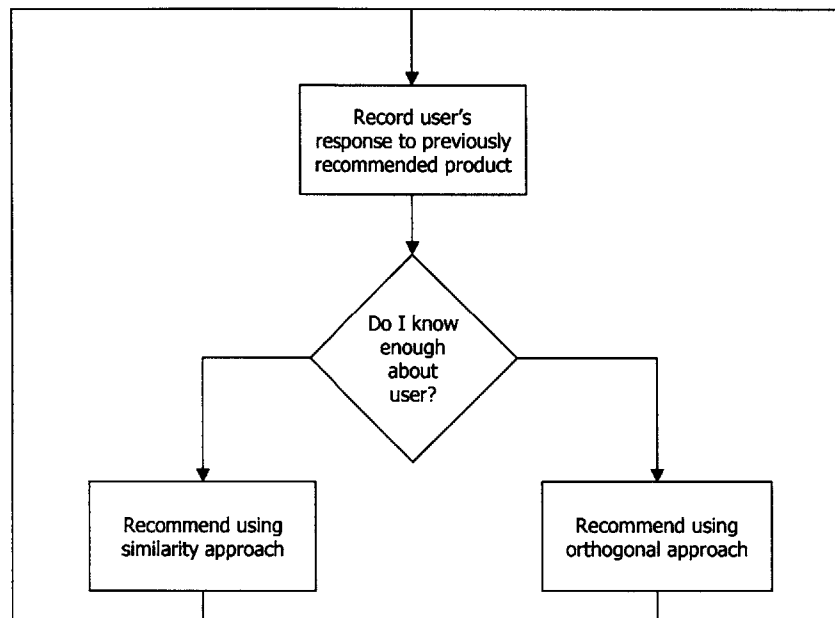 Record user's
response to previously
recommended product
Do I know
enough
about
user?
Recommend using
similarity approach
Recommend using
orthogonal approach